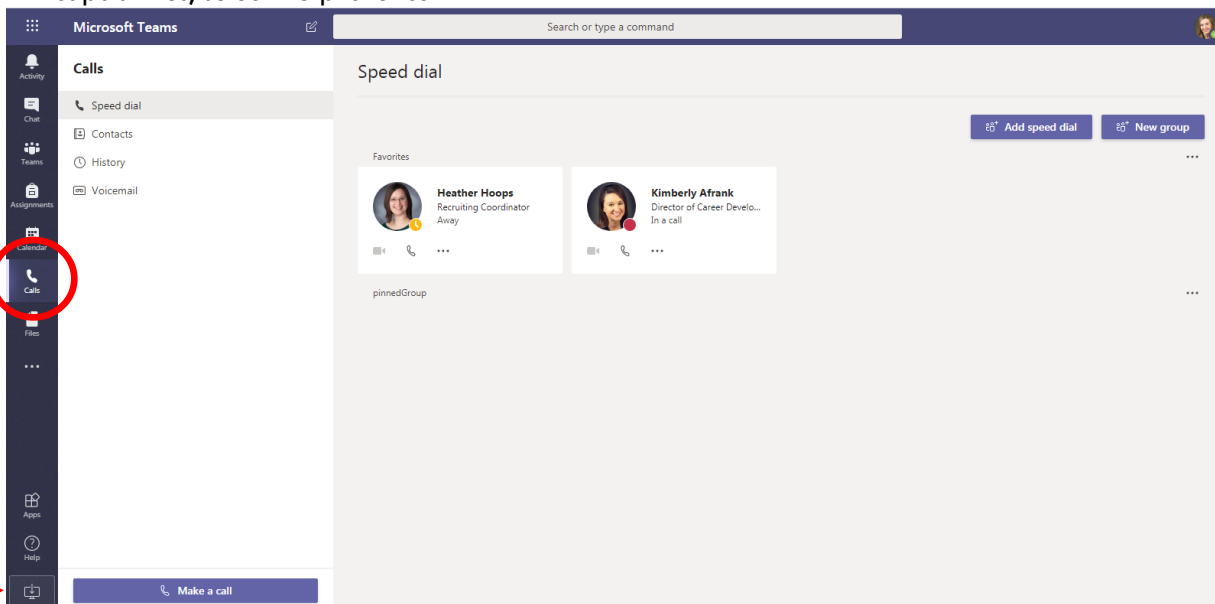 Microsoft Teams
Search or type a command
Activity
Chat
Teams
Assignments
Calendar
Calls
Files
Apps
Help
Calls
Speed dial
Contacts
History
Voicemail
Make a call
Speed dial
Add speed dial
New group
Favorites
Heather Hoops
Recruiting Coordinator
Away
Kimberly Afrank
Director of Career Develo...
In a call
pinnedGroup